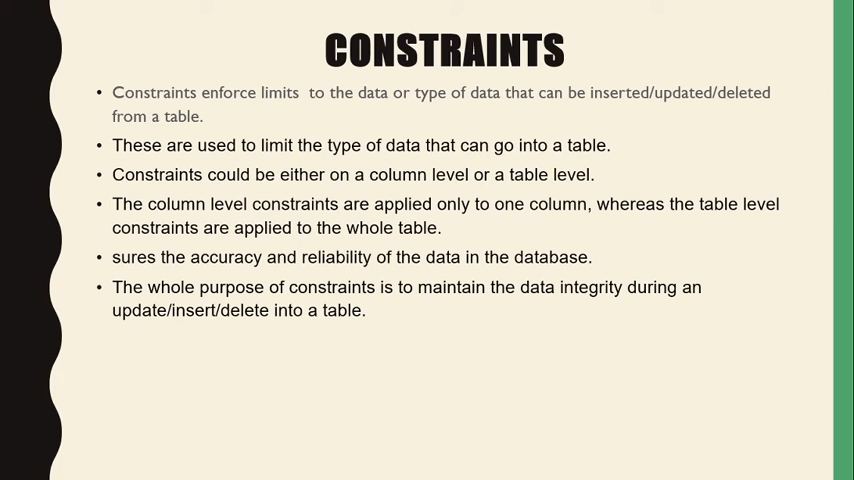 CONSTRAINTS
• Constraints enforce limits  to the data or type of data that can be inserted/updated/deleted
from a table.
• These are used to limit the type of data that can go into a table.
• Constraints could be either on a column level or a table level.
• The column level constraints are applied only to one column, whereas the table level
constraints are applied to the whole table.
• sures the accuracy and reliability of the data in the database.
• The whole purpose of constraints is to maintain the data integrity during an
update/insert/delete into a table.